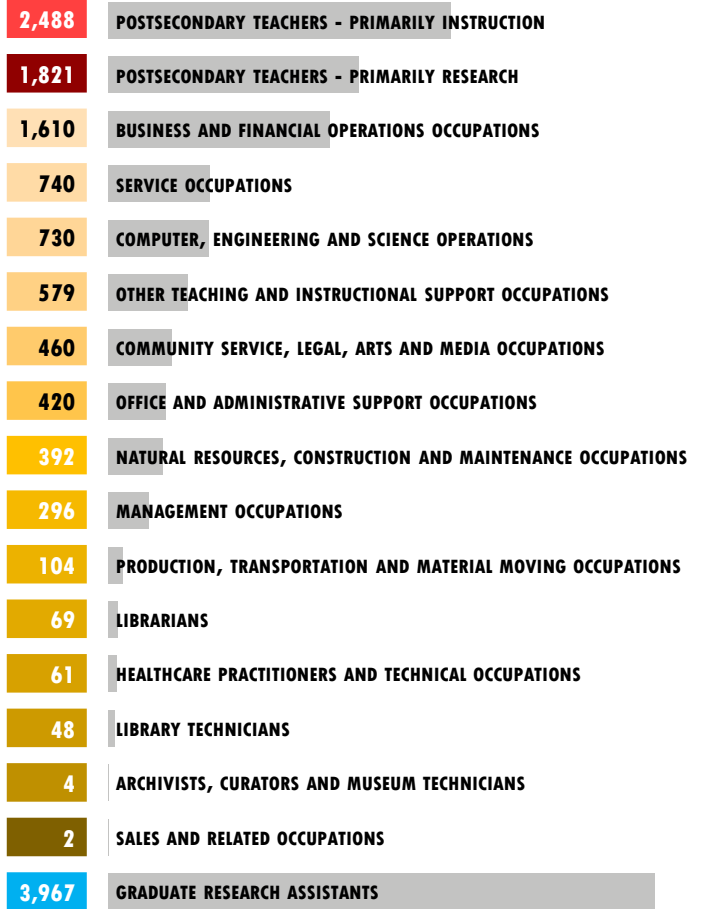 2,488 POSTSECONDARY TEACHERS - PRIMARILY INSTRUCTION
1,821 POSTSECONDARY TEACHERS - PRIMARILY RESEARCH
1,610 BUSINESS AND FINANCIAL OPERATIONS OCCUPATIONS
740 SERVICE OCCUPATIONS
730 COMPUTER, ENGINEERING AND SCIENCE OPERATIONS
579 OTHER TEACHING AND INSTRUCTIONAL SUPPORT OCCUPATIONS
460 COMMUNITY SERVICE, LEGAL, ARTS AND MEDIA OCCUPATIONS
420 OFFICE AND ADMINISTRATIVE SUPPORT OCCUPATIONS
392 NATURAL RESOURCES, CONSTRUCTION AND MAINTENANCE OCCUPATIONS
296 MANAGEMENT OCCUPATIONS
104 PRODUCTION, TRANSPORTATION AND MATERIAL MOVING OCCUPATIONS
69 LIBRARIANS
61 HEALTHCARE PRACTITIONERS AND TECHNICAL OCCUPATIONS
48 LIBRARY TECHNICIANS
4 ARCHIVISTS, CURATORS AND MUSEUM TECHNICIANS
2 SALES AND RELATED OCCUPATIONS
3,967 GRADUATE RESEARCH ASSISTANTS